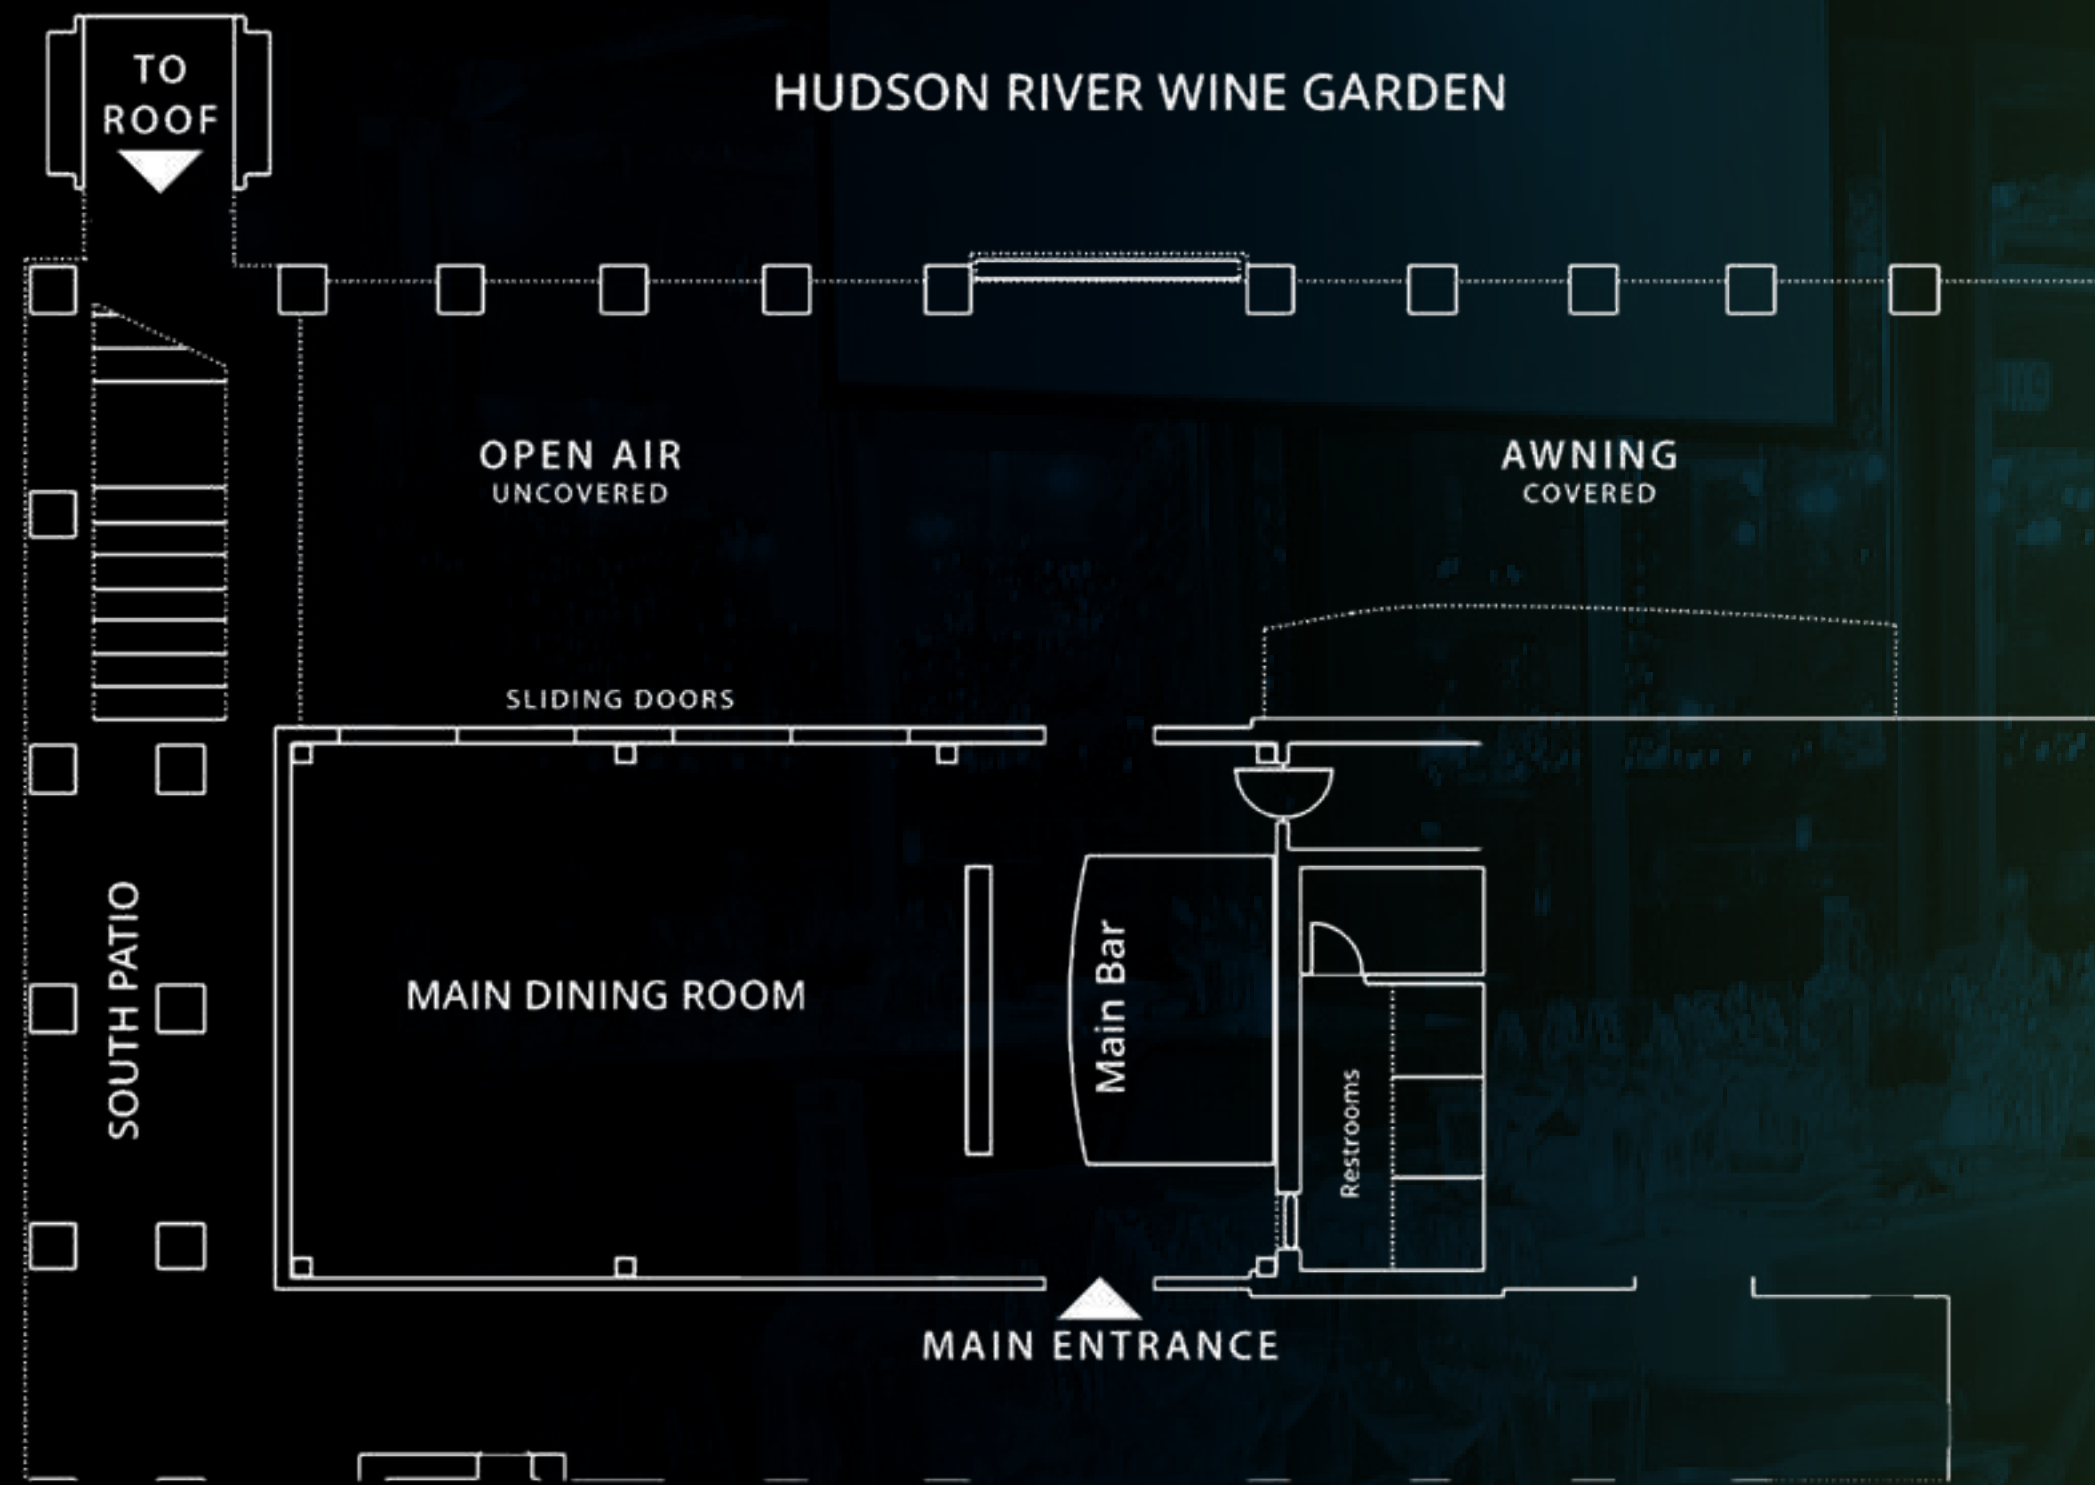 TO
ROOF
HUDSON RIVER WINE GARDEN
OPEN AIR
UNCOVERED
AWNING
COVERED
SLIDING DOORS
SOUTH PATIO
MAIN DINING ROOM
Main Bar
Restrooms
MAIN ENTRANCE